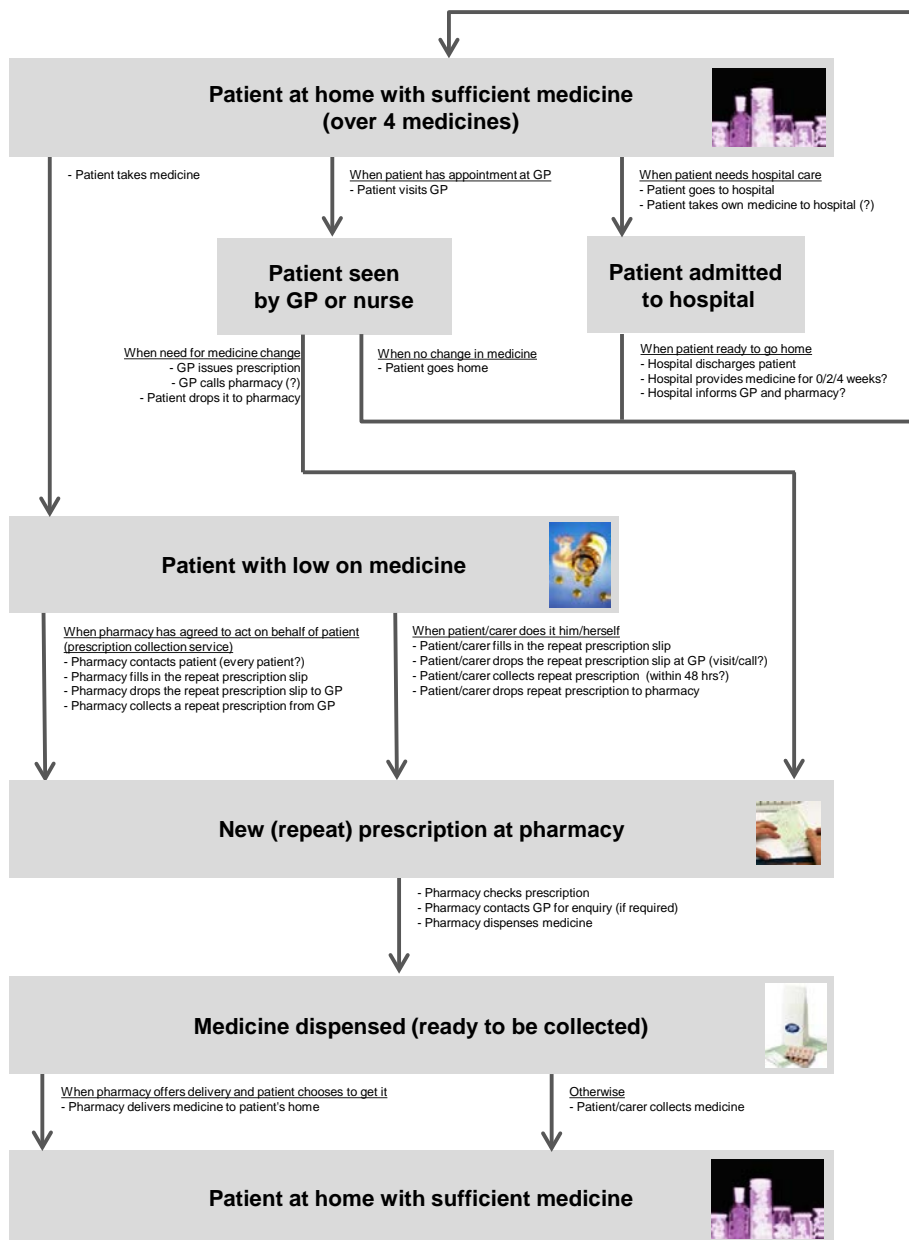 Patient at home with sufficient medicine
(over 4 medicines)
- Patient takes medicine
When patient has appointment at GP
- Patient visits GP
When patient needs hospital care
- Patient goes to hospital
- Patient takes own medicine to hospital (?)
Patient seen
by GP or nurse
Patient admitted
to hospital
When need for medicine change
- GP issues prescription
- GP calls pharmacy (?)
- Patient drops it to pharmacy
When no change in medicine
- Patient goes home
When patient ready to go home
- Hospital discharges patient
- Hospital provides medicine for 0/2/4 weeks?
- Hospital informs GP and pharmacy?
Patient with low on medicine
When pharmacy has agreed to act on behalf of patient
(prescription collection service)
- Pharmacy contacts patient (every patient?)
- Pharmacy fills in the repeat prescription slip
- Pharmacy drops the repeat prescription slip to GP
- Pharmacy collects a repeat prescription from GP
When patient/carer does it him/herself
- Patient/carer fills in the repeat prescription slip
- Patient/carer drops the repeat prescription slip at GP (visit/call?)
- Patient/carer collects repeat prescription (within 48 hrs?)
- Patient/carer drops repeat prescription to pharmacy
New (repeat) prescription at pharmacy
- Pharmacy checks prescription
- Pharmacy contacts GP for enquiry (if required)
- Pharmacy dispenses medicine
Medicine dispensed (ready to be collected)
When pharmacy offers delivery and patient chooses to get it
- Pharmacy delivers medicine to patient's home
Otherwise
- Patient/carer collects medicine
Patient at home with sufficient medicine